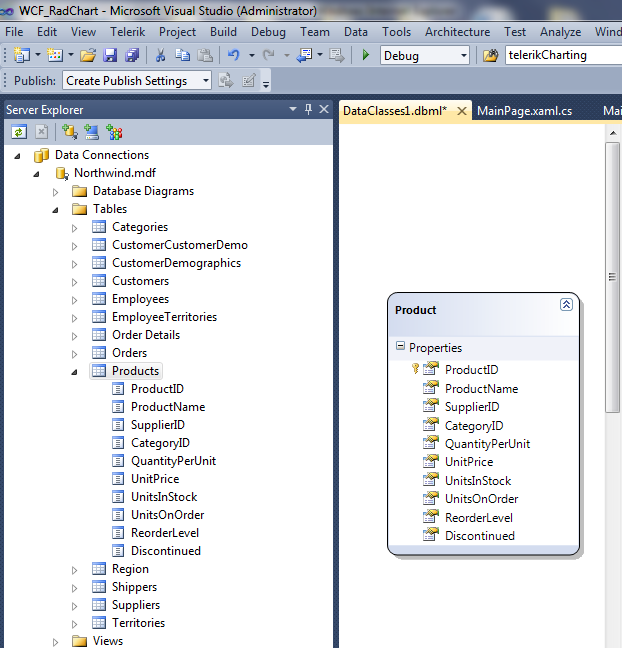 WCF_RadChart - Microsoft Visual Studio (Administrator)
File Edit View Telerik Project Build Debug Team Data Tools Architecture Test Analyze Wind
Debug telerikCharting
Publish: Create Publish Settings
Server Explorer
DataClasses1.dbml* MainPage.xaml.cs Mai
Data Connections
Northwind.mdf
Database Diagrams
Tables
Categories
CustomerCustomerDemo
CustomerDemographics
Customers
Employees
EmployeeTerritories
Order Details
Orders
Products
ProductID
ProductName
SupplierID
CategoryID
QuantityPerUnit
UnitPrice
UnitsInStock
UnitsOnOrder
ReorderLevel
Discontinued
Region
Shippers
Suppliers
Territories
Views
Product
Properties
ProductID
ProductName
SupplierID
CategoryID
QuantityPerUnit
UnitPrice
UnitsInStock
UnitsOnOrder
ReorderLevel
Discontinued